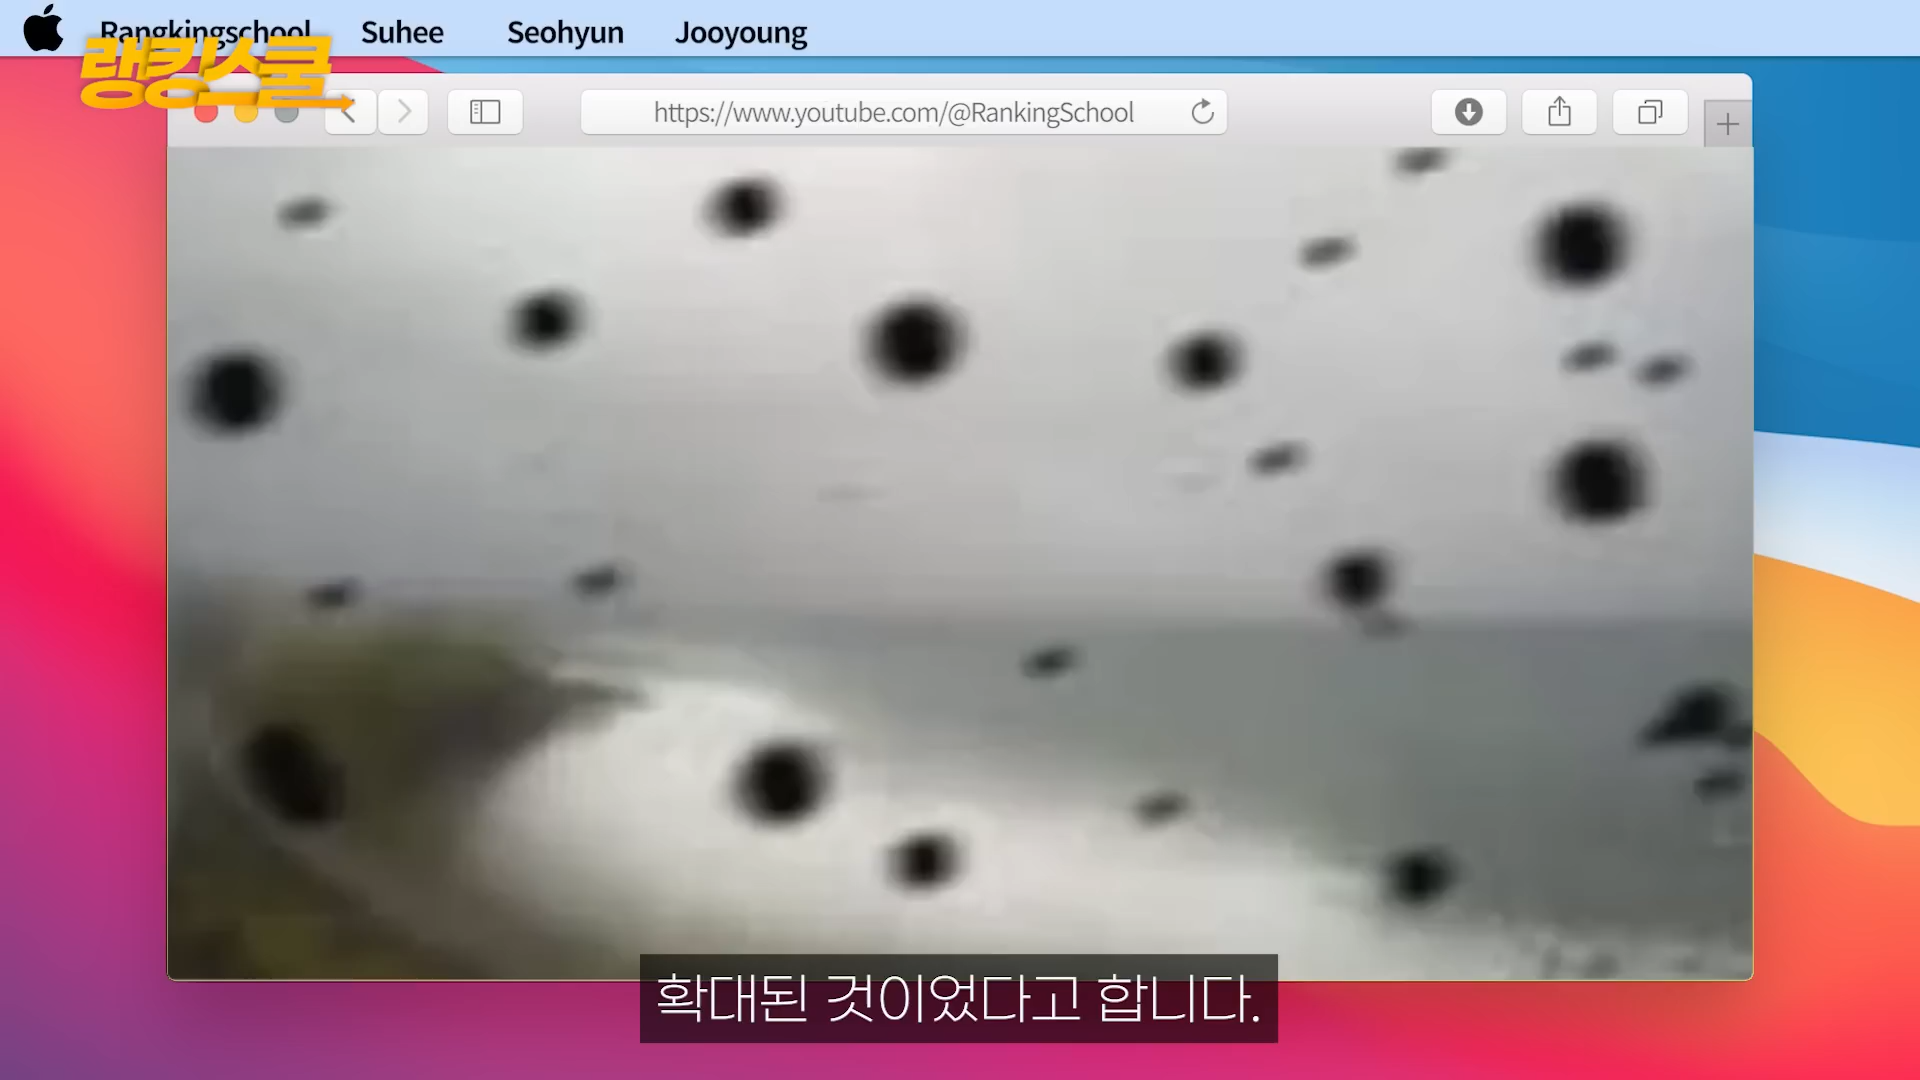 Rangkingschool Suhee Seohyun Jooyoung
랭킹스쿨
https://www.youtube.com/@RankingSchool
확대된 것이었다고 합니다.